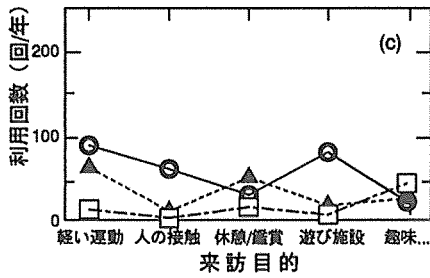 利用回数 (回/年)
200
100
0
(c)
軽い運動 人の接触 休憩/鑑賞 遊び施設 趣味...
来訪目的